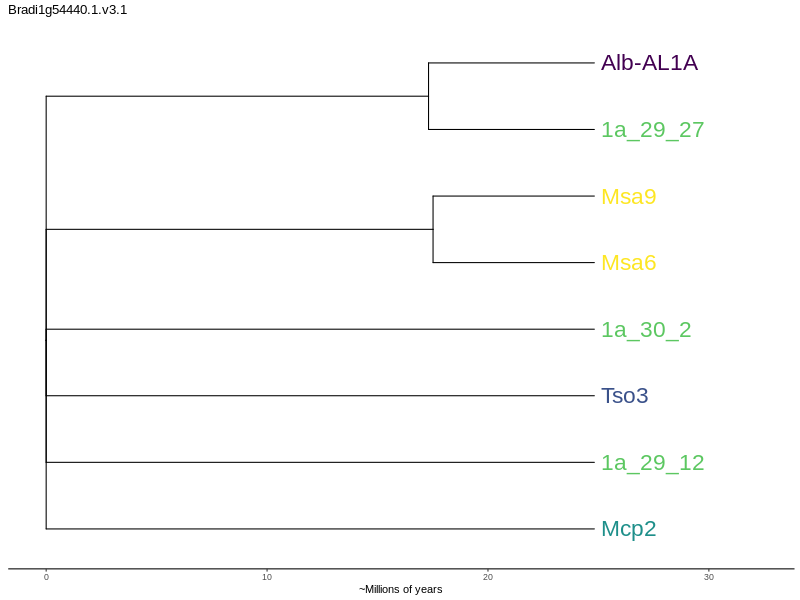 Bradi1g54440.1.v3.1
Alb-AL1A
1a_29_27
Msa9
Msa6
1a_30_2
Tso3
1a_29_12
Mcp2
0 10 20 30
~Millions of years